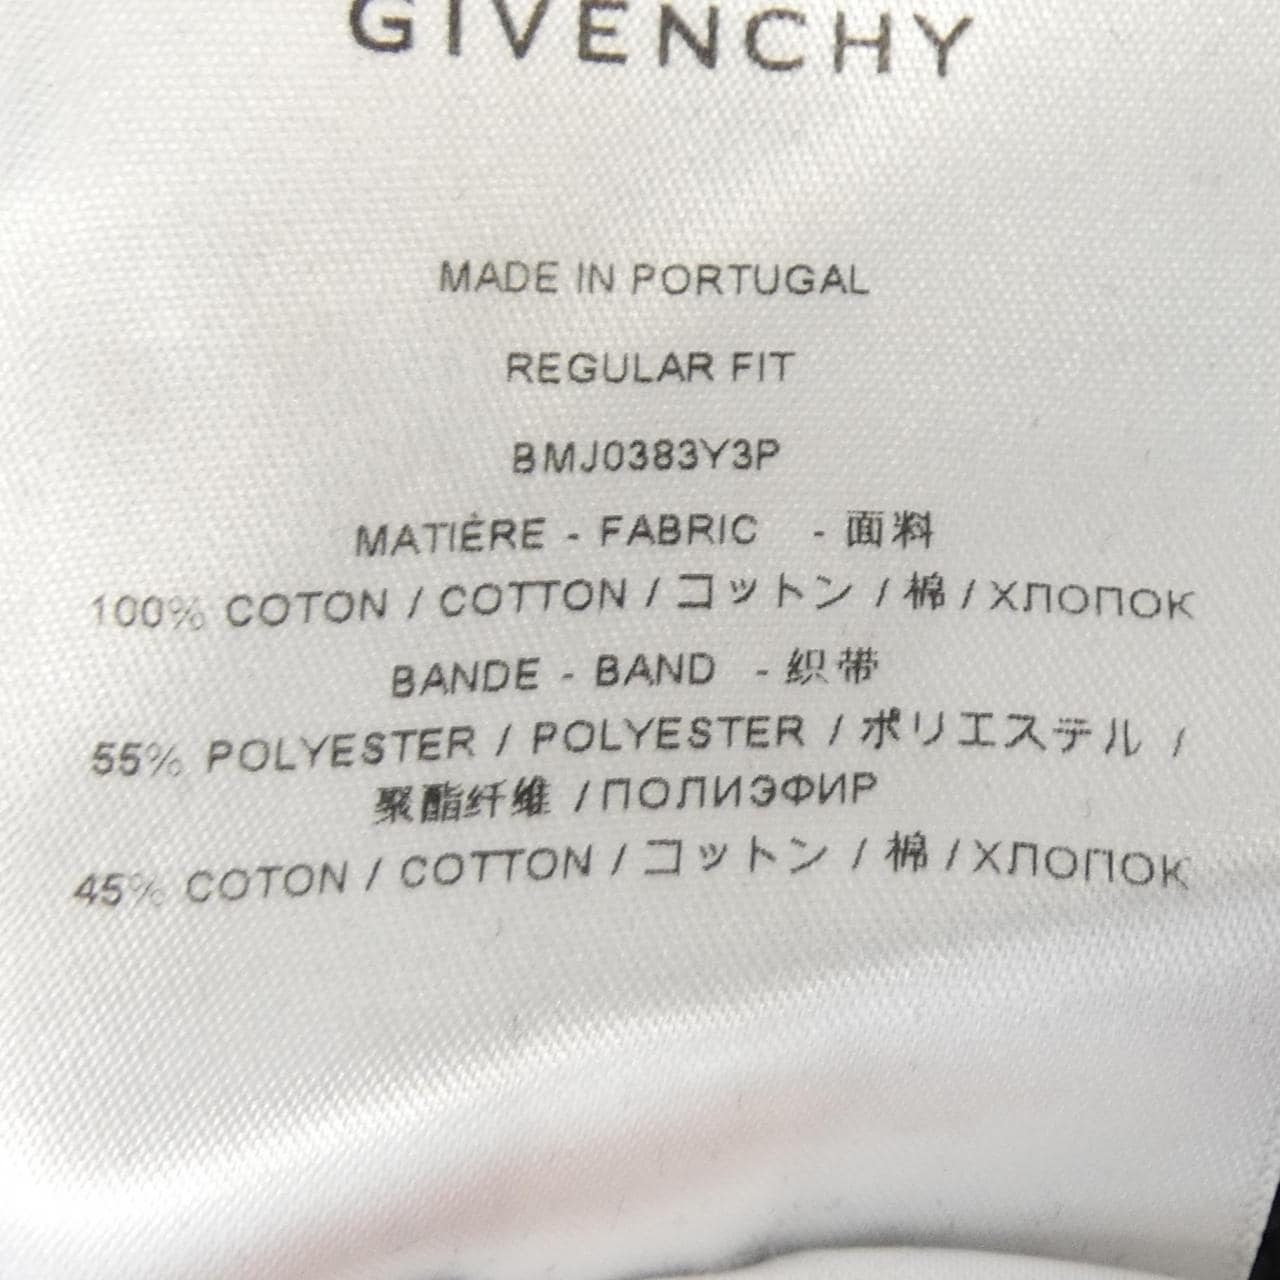 GIVENCHY
MADE IN PORTUGAL
REGULAR FIT
BMJ0383Y3P
MATIÈRE - FABRIC - 面料
100% COTON / COTTON / コットン / 棉 / ХЛОПОК
BANDE - BAND - 织带
55% POLYESTER / POLYESTER / ポリエステル /
聚酯纤维 / ПОЛИЭФИР
45% COTON / COTTON / コットン / 棉 / ХЛОПОК